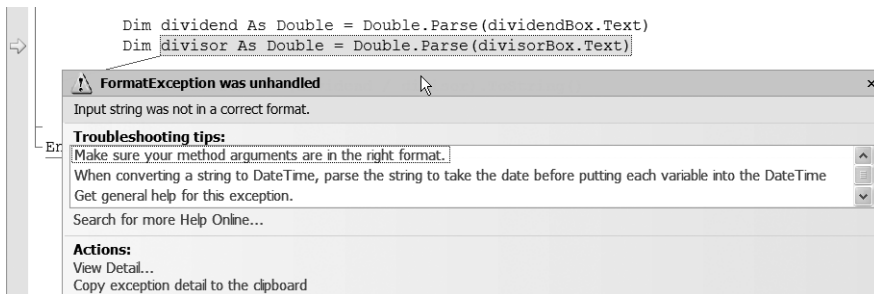 Dim dividend As Double = Double.Parse(dividendBox.Text)
Dim divisor As Double = Double.Parse(divisorBox.Text)
FormatException was unhandled
Input string was not in a correct format.
Troubleshooting tips:
Make sure your method arguments are in the right format.
When converting a string to DateTime, parse the string to take the date before putting each variable into the DateTime
Get general help for this exception.
Search for more Help Online...
Actions:
View Detail...
Copy exception detail to the clipboard